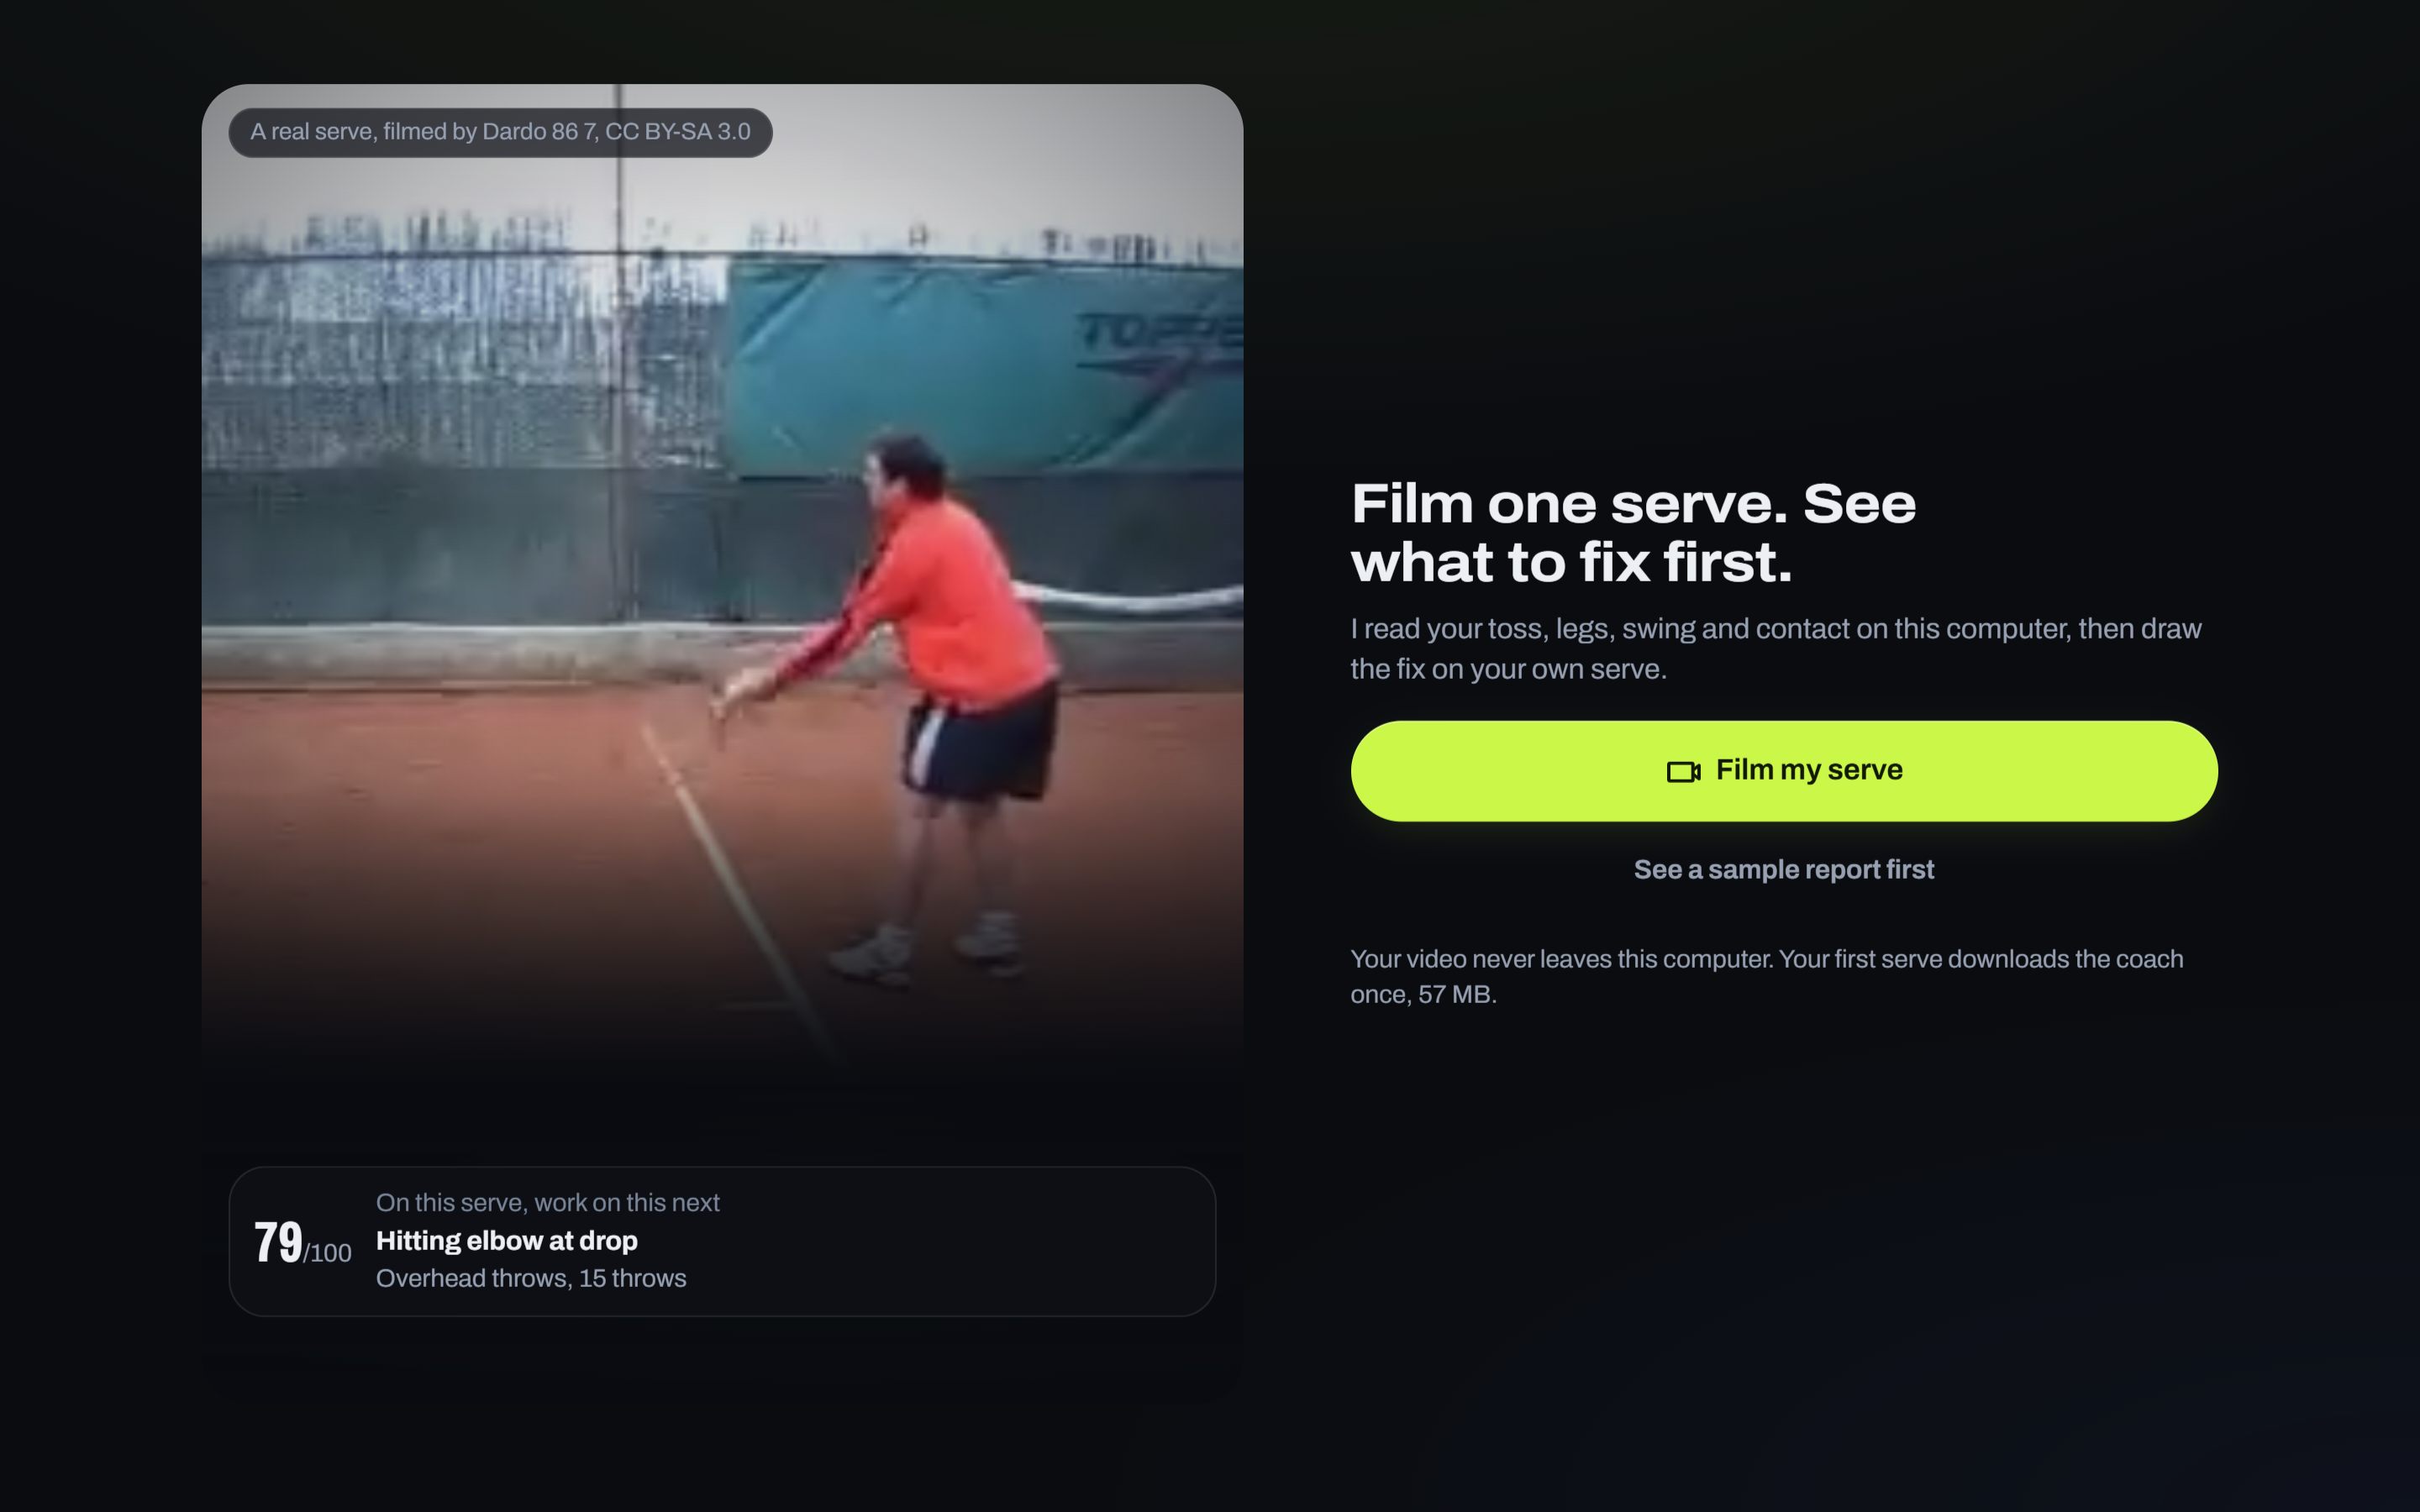 A real serve, filmed by Dardo 86 7, CC BY-SA 3.0
Film one serve. See
what to fix first.
I read your toss, legs, swing and contact on this computer, then draw
the fix on your own serve.
Film my serve
See a sample report first
Your video never leaves this computer. Your first serve downloads the coach
once, 57 MB.
79/100
On this serve, work on this next
Hitting elbow at drop
Overhead throws, 15 throws